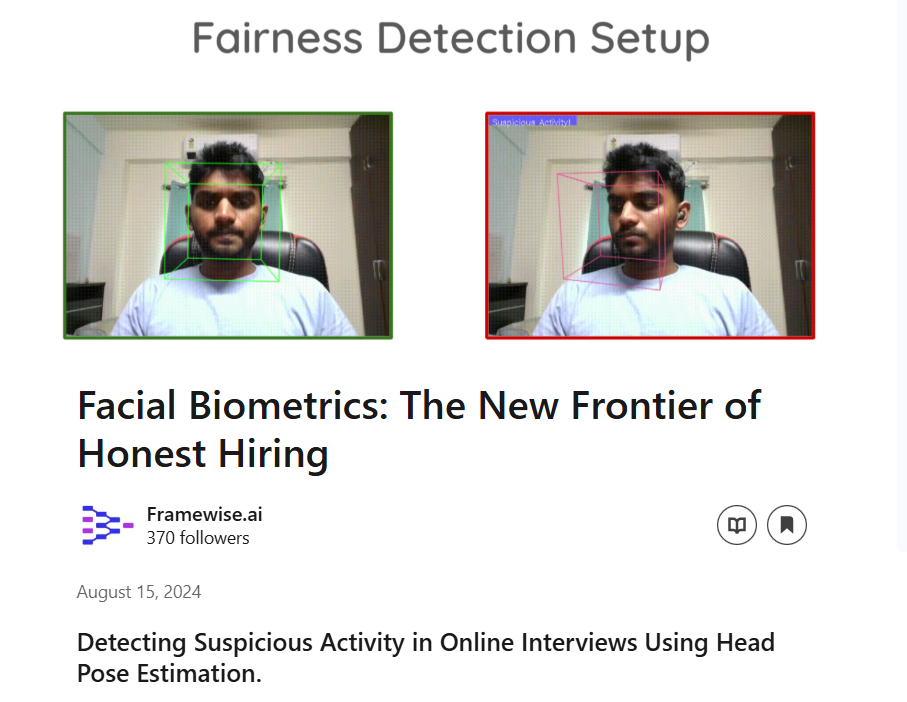 Fairness Detection Setup
Suspicious Activity!
Facial Biometrics: The New Frontier of
Honest Hiring
Framewise.ai
370 followers
August 15, 2024
Detecting Suspicious Activity in Online Interviews Using Head
Pose Estimation.